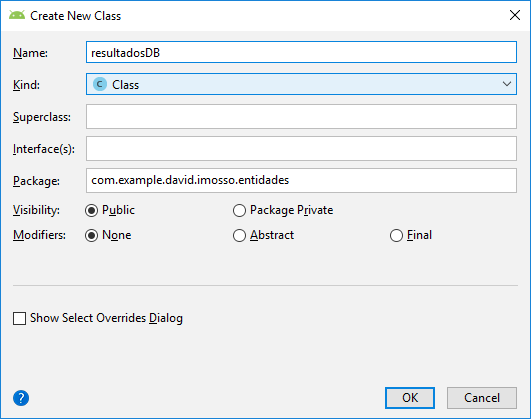 Create New Class
Name: resultadosDB
Kind: C Class
Superclass:
Interface(s):
Package: com.example.david.imosso.entidades
Visibility: Public Package Private
Modifiers: None Abstract Final
Show Select Overrides Dialog
? OK Cancel